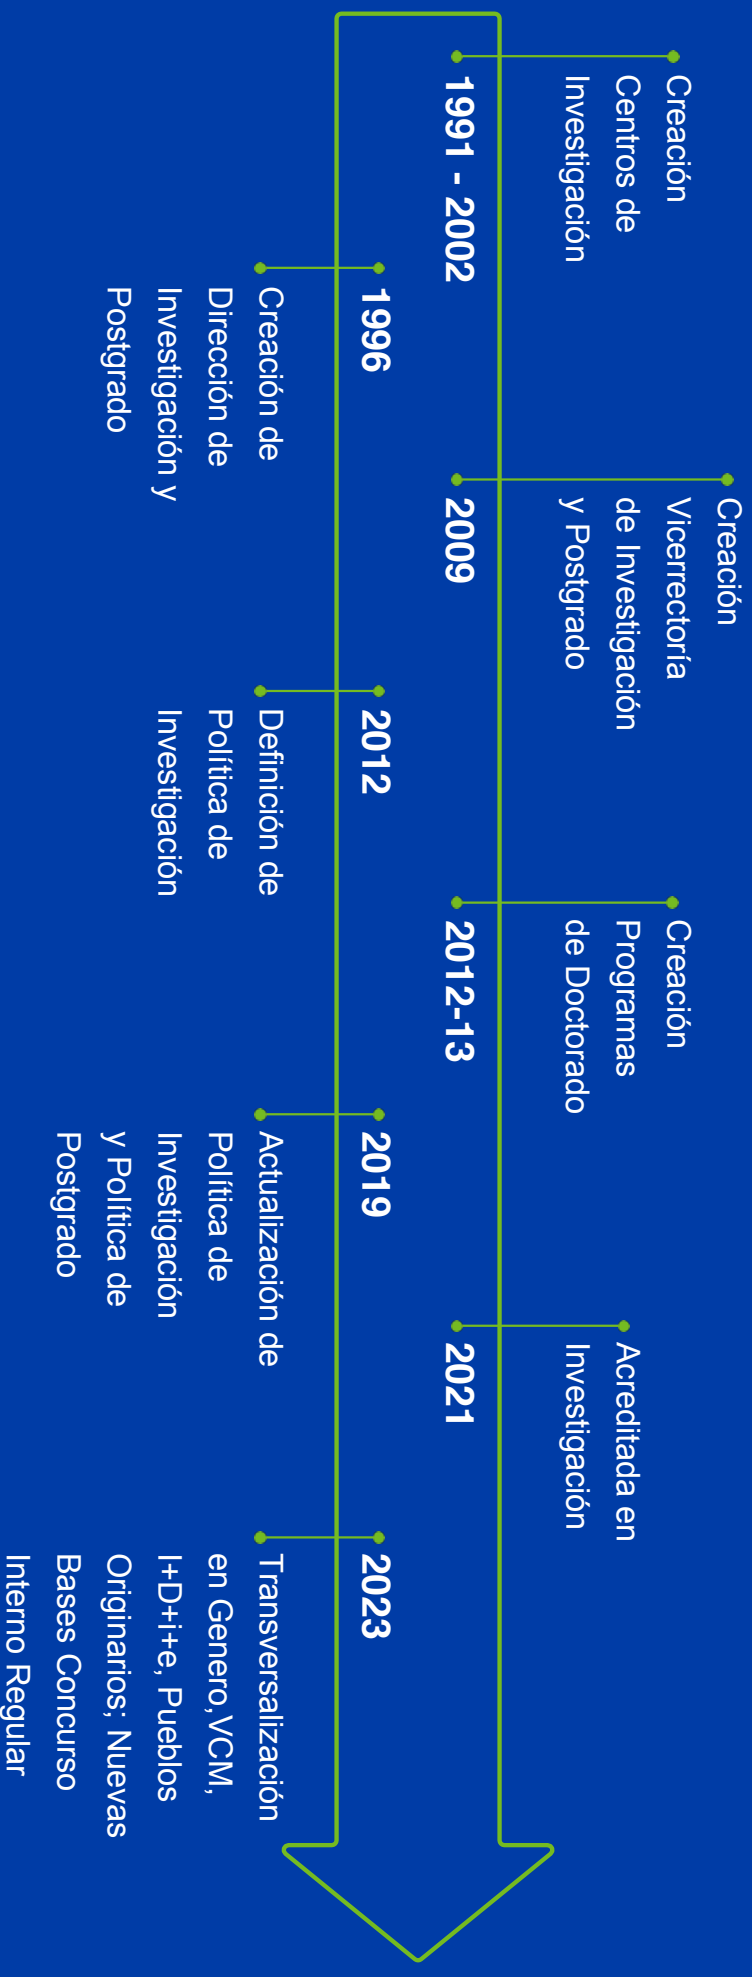 Creación
Centros de
Investigación
1991 - 2002
1996
Creación de
Dirección de
Investigación y
Postgrado
Creación
Vicerrectoría
de Investigación
y Postgrado
2009
2012
Definición de
Política de
Investigación
Creación
Programas
de Doctorado
2012-13
2019
Actualización de
Política de
Investigación
y Política de
Postgrado
Acreditada en
Investigación
2021
2023
Transversalización
en Genero,VCM,
I+D+i+e, Pueblos
Originarios; Nuevas
Bases Concurso
Interno Regular